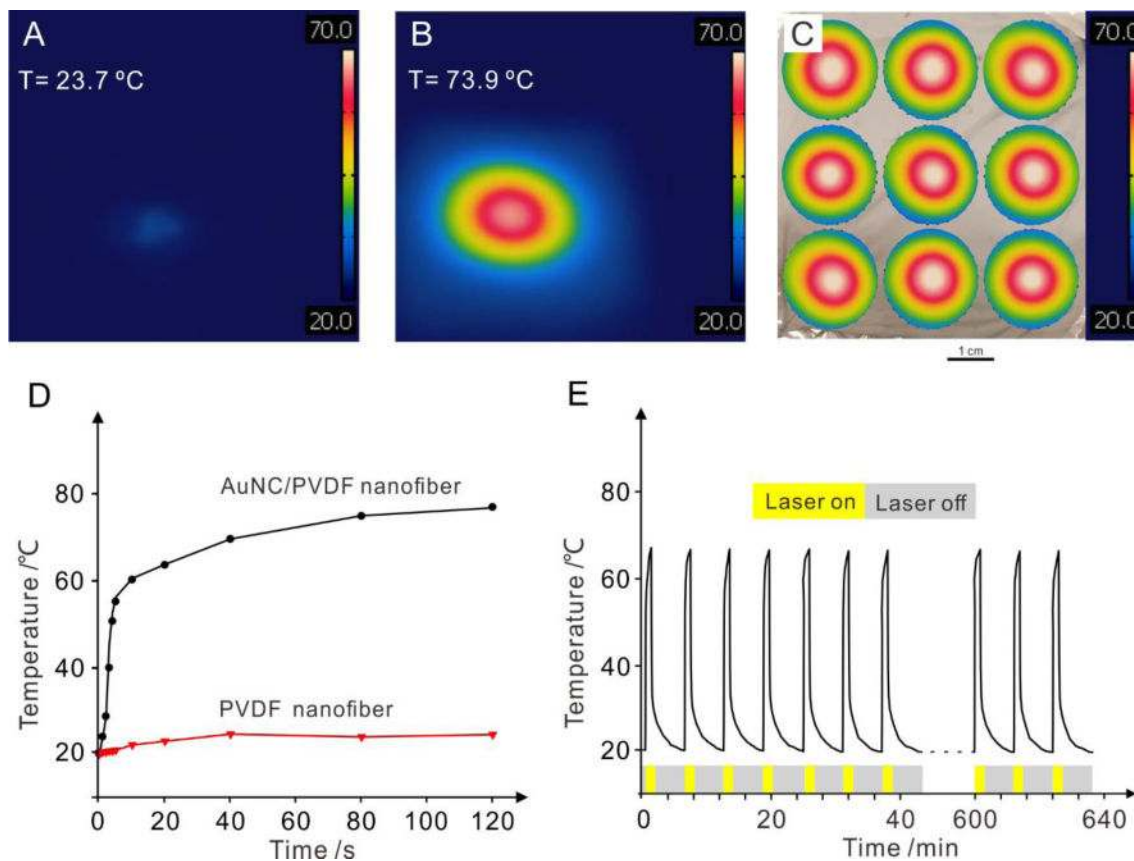 A
T= 23.7 ºC
70.0
20.0
B
T= 73.9 ºC
70.0
20.0
C
70.0
20.0
1 cm
D
Temperature /℃
80
60
40
20
AuNC/PVDF nanofiber
PVDF nanofiber
0 20 40 60 80 100 120
Time /s
E
Temperature /℃
80
60
40
20
Laser on Laser off
0 20 600 640
Time /min